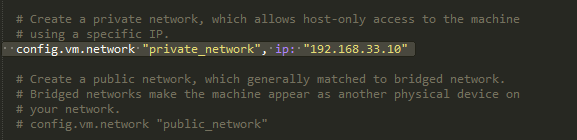 # Create a private network, which allows host-only access to the machine
# using a specific IP.
config.vm.network "private_network", ip: "192.168.33.10"
# Create a public network, which generally matched to bridged network.
# Bridged networks make the machine appear as another physical device on
# your network.
# config.vm.network "public_network"